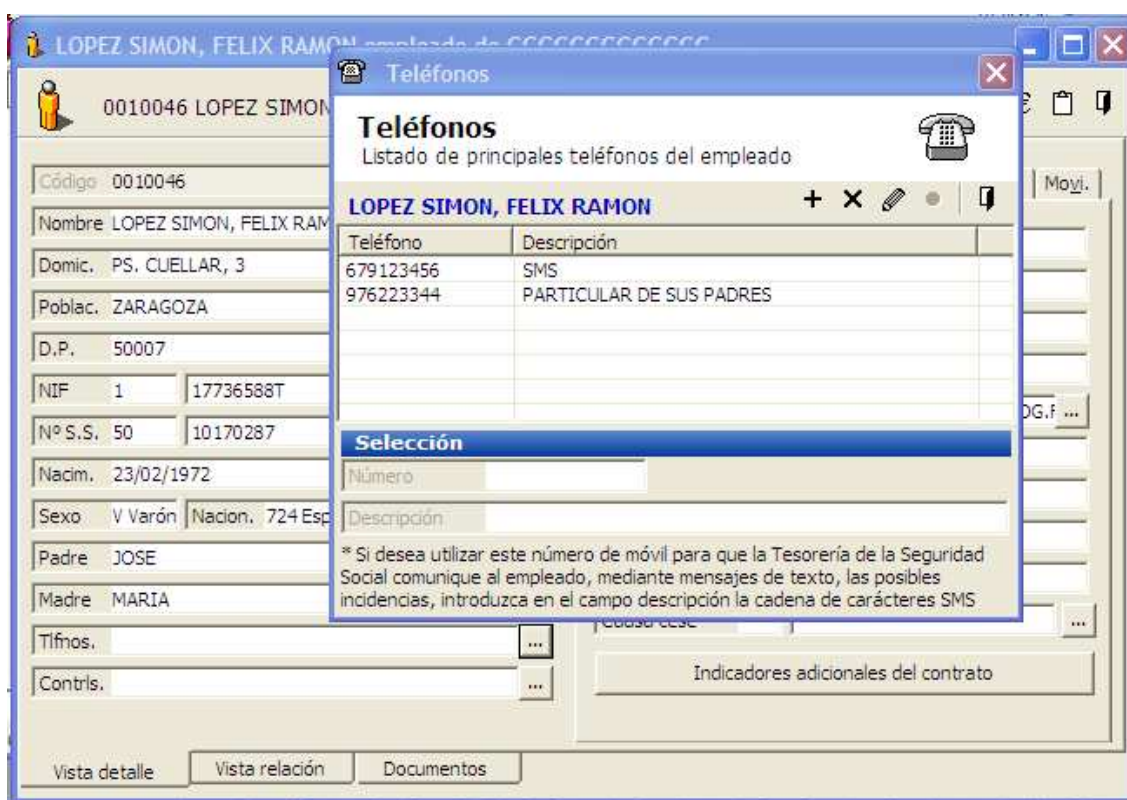 LOPEZ SIMON, FELIX RAMON empleado de CCCCCCCCCCCCC
Teléfonos
0010046 LOPEZ SIMON
Teléfonos
Listado de principales teléfonos del empleado
LOPEZ SIMON, FELIX RAMON
Teléfono Descripción
679123456 SMS
976223344 PARTICULAR DE SUS PADRES
Selección
Número
Descripción
* Si desea utilizar este número de móvil para que la Tesorería de la Seguridad
Social comunique al empleado, mediante mensajes de texto, las posibles
incidencias, introduzca en el campo descripción la cadena de carácteres SMS
Código 0010046
Nombre LOPEZ SIMON, FELIX RAM
Domic. PS. CUELLAR, 3
Poblac. ZARAGOZA
D.P. 50007
NIF 1 17736588T
Nº S.S. 50 10170287
Nacim. 23/02/1972
Sexo V Varón Nacion. 724 Esp
Padre JOSE
Madre MARIA
Tlfnos. ...
Contrls. ...
Movi.
...
...
Indicadores adicionales del contrato
Vista detalle Vista relación Documentos